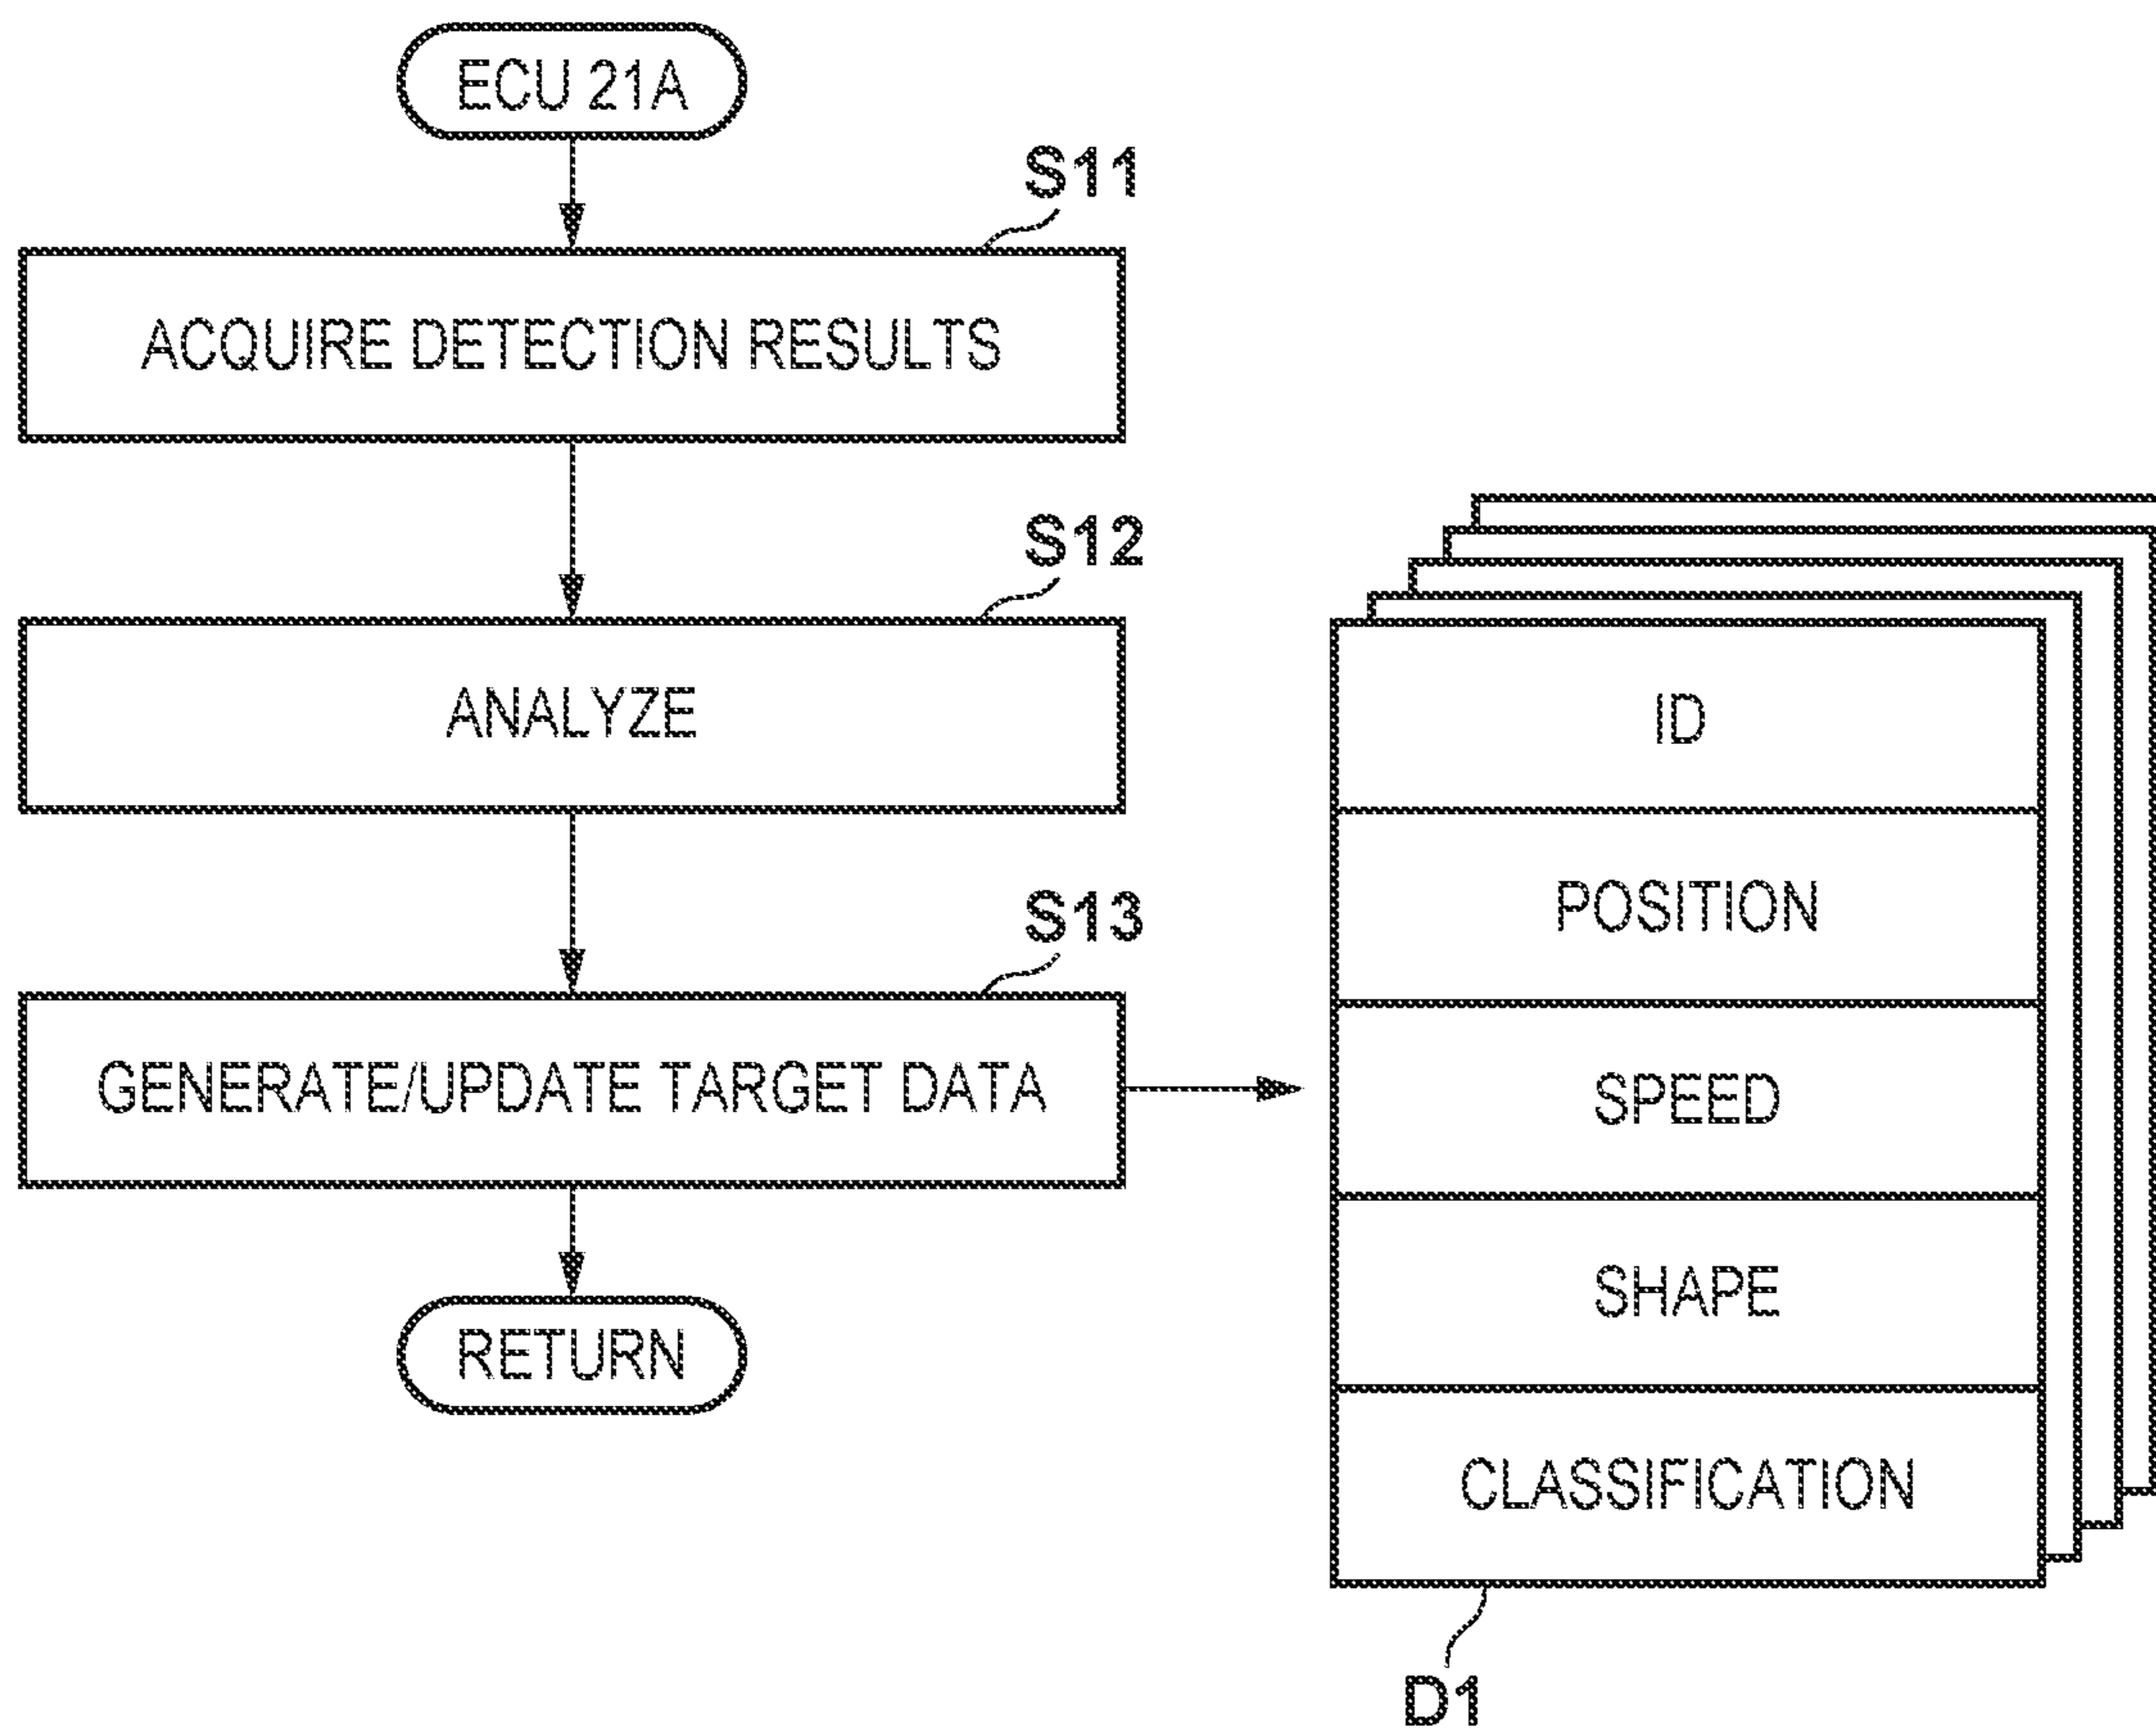 ECU 21A
S11
ACQUIRE DETECTION RESULTS
S12
ANALYZE
S13
GENERATE/UPDATE TARGET DATA
RETURN
ID
POSITION
SPEED
SHAPE
CLASSIFICATION
D1